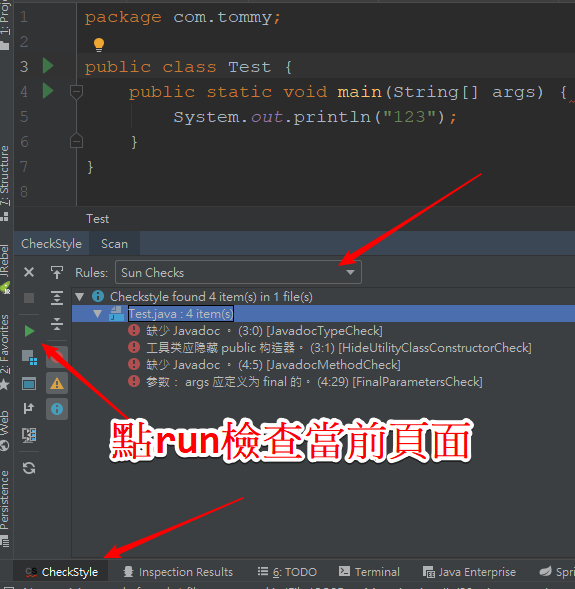 1: Proje
1 package com.tommy;
2
3 public class Test {
4 public static void main(String[] args) {
5 System.out.println("123");
6 }
7 }
8
7: Structure
Test
CheckStyle Scan
JRebel
Rules: Sun Checks
Checkstyle found 4 item(s) in 1 file(s)
Test.java : 4 item(s)
缺少 Javadoc 。 (3:0) [JavadocTypeCheck]
工具类应隐藏 public 构造器。 (3:1) [HideUtilityClassConstructorCheck]
缺少 Javadoc 。 (4:5) [JavadocMethodCheck]
参数： args 应定义为 final 的。 (4:29) [FinalParametersCheck]
2: Favorites
點run檢查當前頁面
Web
Persistence
CS CheckStyle Inspection Results 6: TODO Terminal Java Enterprise Spri